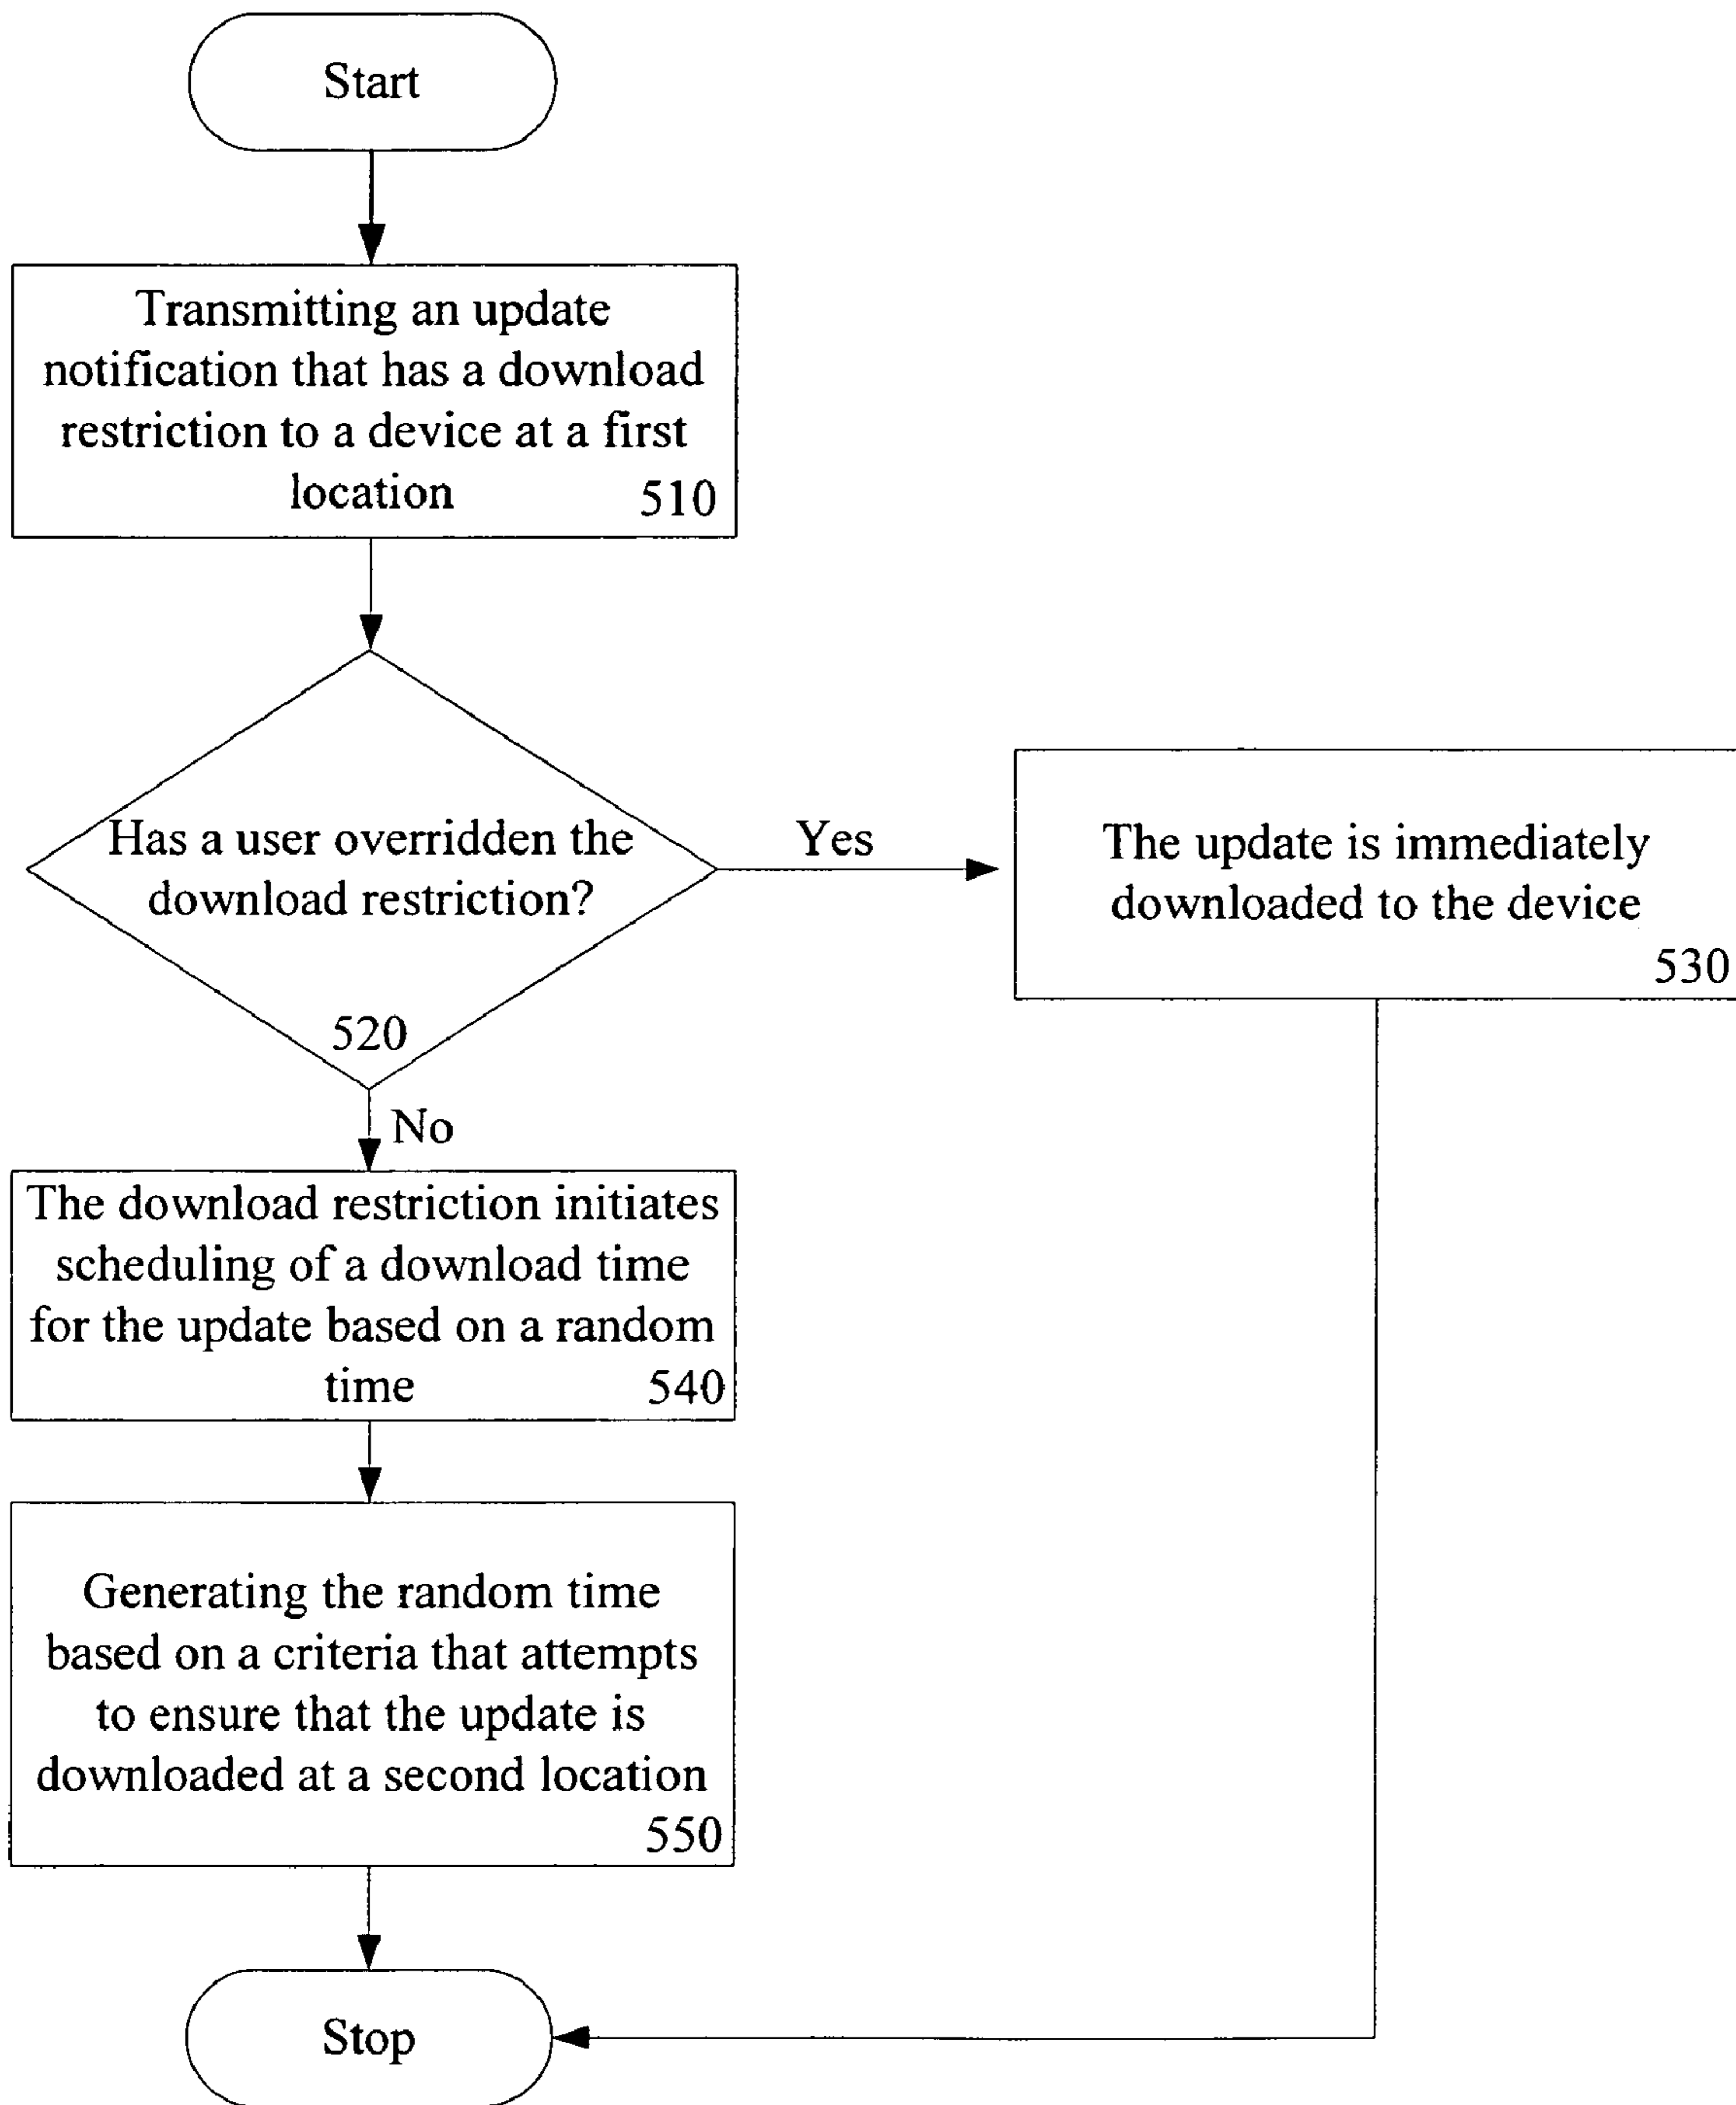 Start
Transmitting an update
notification that has a download
restriction to a device at a first
location
510
Has a user overridden the
download restriction?
520
Yes
The update is immediately
downloaded to the device
530
No
The download restriction initiates
scheduling of a download time
for the update based on a random
time
540
Generating the random time
based on a criteria that attempts
to ensure that the update is
downloaded at a second location
550
Stop